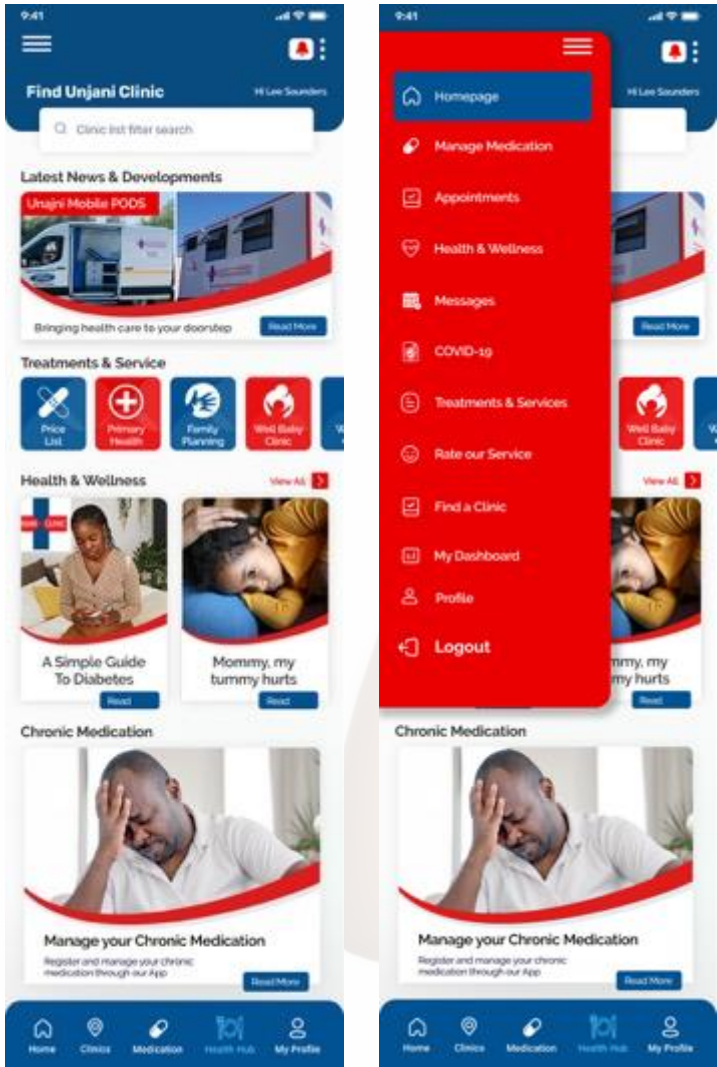 9:41
Find Unjani Clinic
Hi Lee Saunders
Clinic list filter search
Latest News & Developments
Unajni Mobile PODS
Bringing health care to your doorstep
Read More
Treatments & Service
Price
List
Primary
Health
Family
Planning
Well Baby
Clinic
W
Health & Wellness
View All
CLINIC
A Simple Guide
To Diabetes
Read
Mommy, my
tummy hurts
Read
Chronic Medication
Manage your Chronic Medication
Register and manage your chronic
medication through our App
Read More
Home
Clinics
Medication
Health Hub
My Profile
9:41
Hi Lee Saunders
Homepage
Manage Medication
Appointments
Health & Wellness
Messages
COVID-19
Treatments & Services
Rate our Service
Find a Clinic
My Dashboard
Profile
Logout
Read More
Well Baby
Clinic
W
View All
mmy, my
my hurts
Read
Chronic Medication
Manage your Chronic Medication
Register and manage your chronic
medication through our App
Read More
Home
Clinics
Medication
Health Hub
My Profile